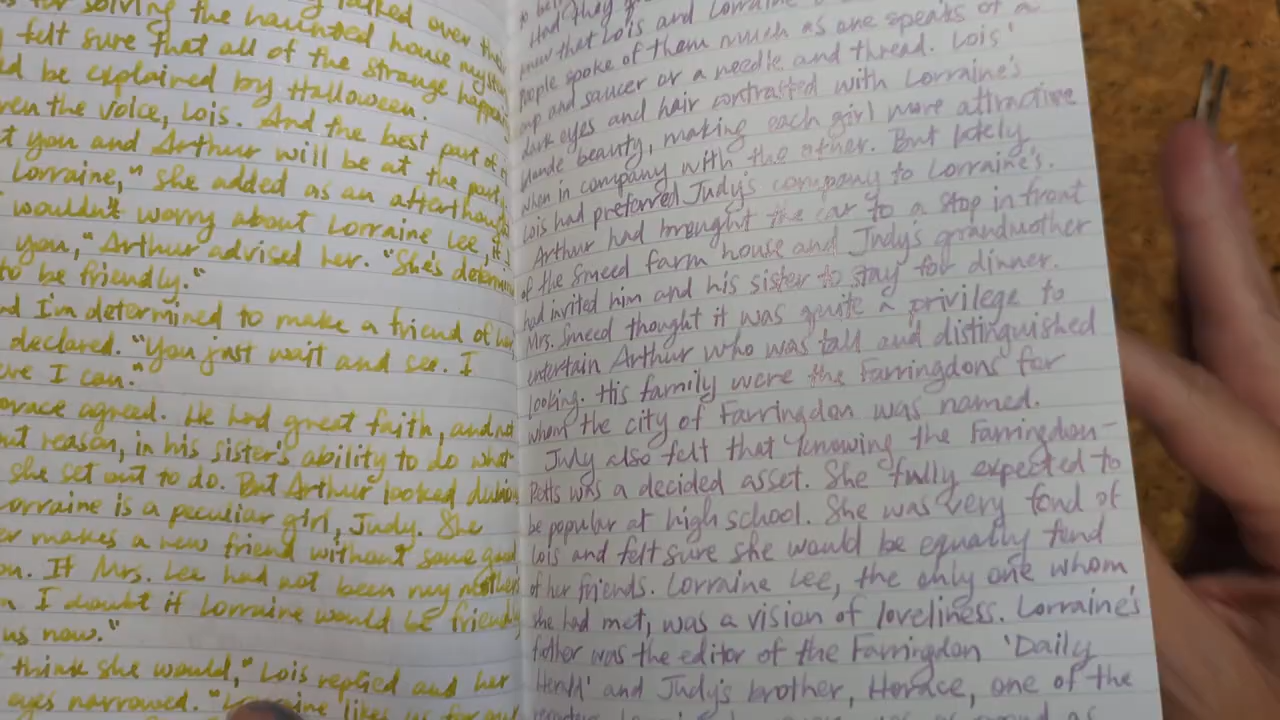 for solving the haunted house
felt sure that all of the strange
be explained by Halloween.
the voice, Lois. And the best part of
you and Arthur will be at the
Lorraine," she added as an afterthought
wouldn't worry about Lorraine Lee, if
you," Arthur advised her. "She's
to be friendly."
I'm determined to make a friend of her
declared. "You just wait and see. I
I can."
agreed. He had great faith, and not
reason, in his sister's ability to do what
she set out to do. But Arthur looked
is a peculiar girl, Judy. She
makes a new friend without some good
If Mrs. Lee had not been my mother's
I doubt if Lorraine would be friendly
us now."
think she would," Lois replied and her
eyes narrowed. likes us for
Had they
that Lois and Lorraine
people spoke of them much as one speaks of a
cup and saucer or a needle and thread. Lois'
dark eyes and hair contrasted with Lorraine's
blonde beauty, making each girl more attractive
when in company with the other. But lately
Lois had preferred Judy's company to Lorraine's.
Arthur had brought the car to a stop in front
of the Smeed farm house and Judy's grandmother
had invited him and his sister to stay for dinner.
Mrs. Smeed thought it was quite a privilege to
entertain Arthur who was tall and distinguished
looking. His family were the Farringdons for
whom the city of Farringdon was named.
July also felt that knowing the Farringdon-
Petts was a decided asset. She fully expected to
be popular at high school. She was very fond of
Lois and felt sure she would be equally fond
of her friends. Lorraine Lee, the only one whom
she had met, was a vision of loveliness. Lorraine's
father was the editor of the Farringdon 'Daily
Herald' and Judy's brother, Horace, one of the